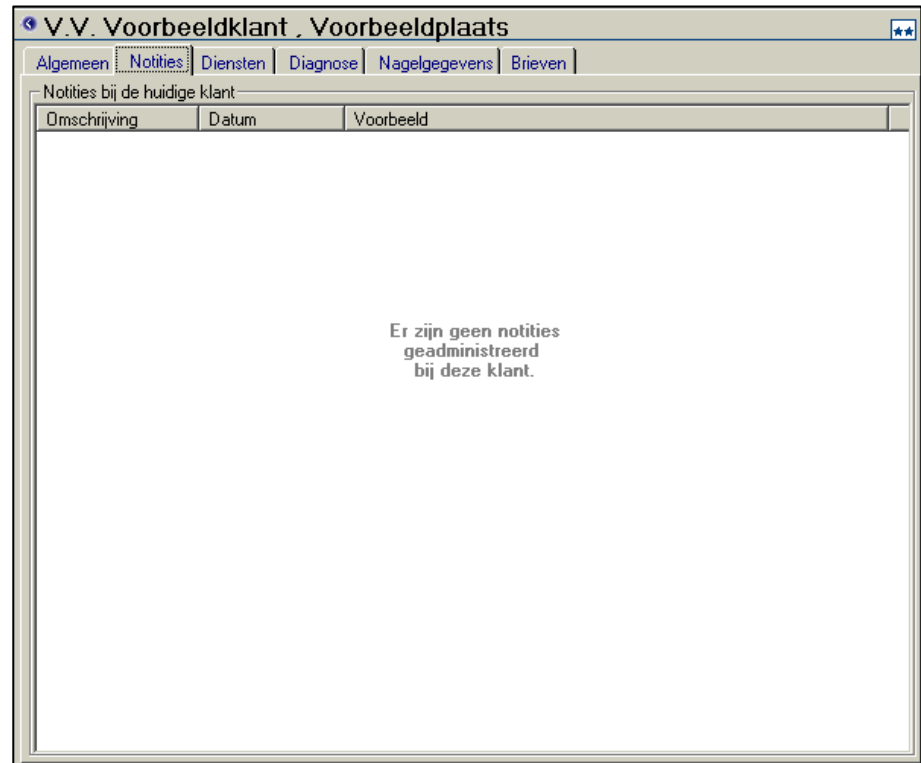 V.V. Voorbeeldklant , Voorbeeldplaats
Algemeen Notities Diensten Diagnose Nagelgegevens Brieven
Notities bij de huidige klant
Omschrijving Datum Voorbeeld
Er zijn geen notities
geadministreerd
bij deze klant.